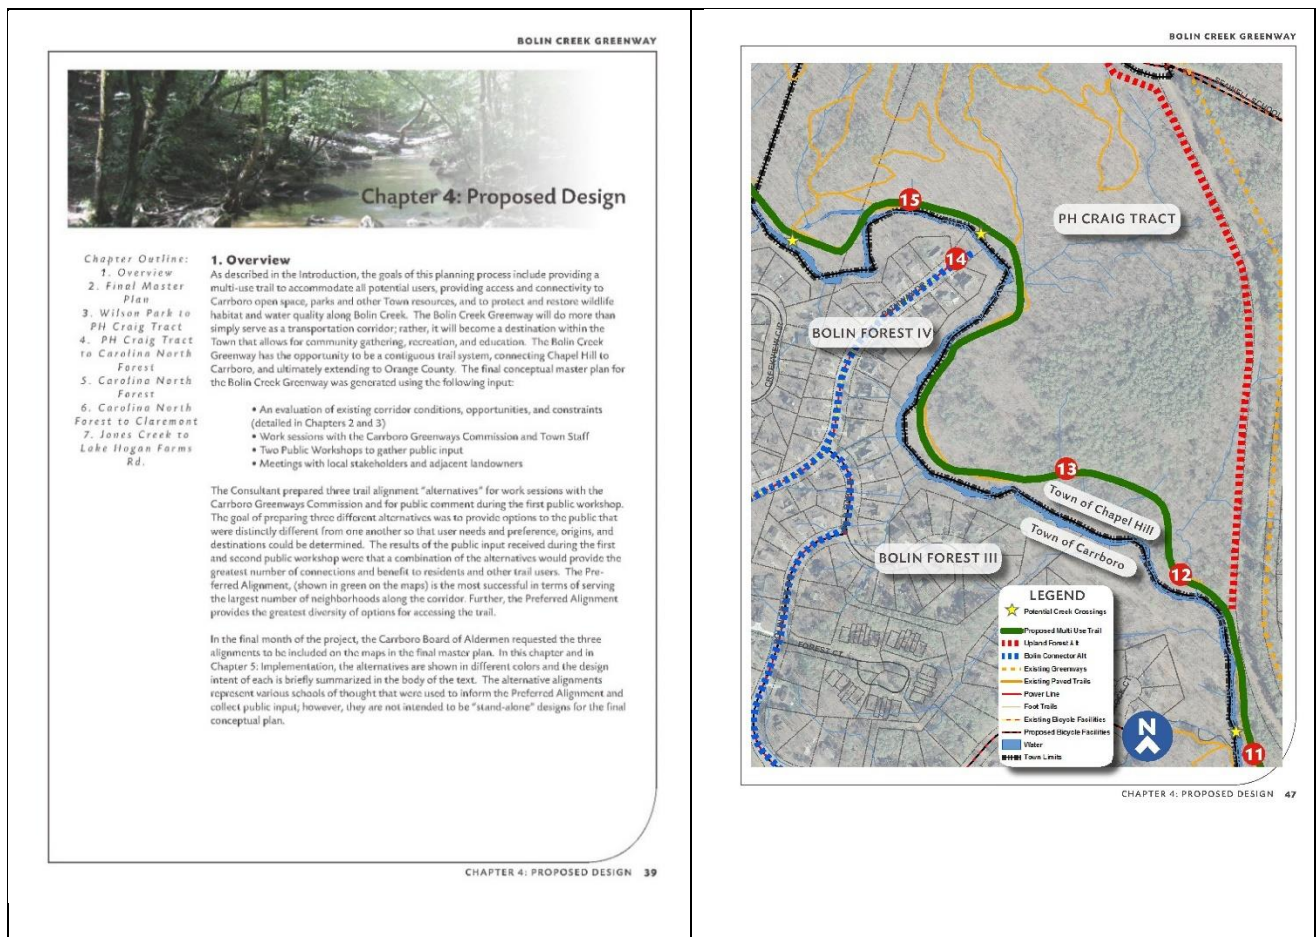 BOLIN CREEK GREENWAY
Chapter 4: Proposed Design
Chapter Outline:
1. Overview
2. Final Master
Plan
3. Wilson Park to
PH Craig Tract
4. PH Craig Tract
to Carolina North
Forest
5. Carolina North
Forest
6. Carolina North
Forest to Claremont
7. Jones Creek to
Lake Hogan Farms
Rd.
1. Overview
As described in the Introduction, the goals of this planning process include providing a
multi-use trail to accommodate all potential users, providing access and connectivity to
Carrboro open space, parks and other Town resources, and to protect and restore wildlife
habitat and water quality along Bolin Creek. The Bolin Creek Greenway will do more than
simply serve as a transportation corridor; rather, it will become a destination within the
Town that allows for community gathering, recreation, and education. The Bolin Creek
Greenway has the opportunity to be a contiguous trail system, connecting Chapel Hill to
Carrboro, and ultimately extending to Orange County. The final conceptual master plan for
the Bolin Creek Greenway was generated using the following input:
• An evaluation of existing corridor conditions, opportunities, and constraints
(detailed in Chapters 2 and 3)
• Work sessions with the Carrboro Greenways Commission and Town Staff
• Two Public Workshops to gather public input
• Meetings with local stakeholders and adjacent landowners
The Consultant prepared three trail alignment "alternatives" for work sessions with the
Carrboro Greenways Commission and for public comment during the first public workshop.
The goal of preparing three different alternatives was to provide options to the public that
were distinctly different from one another so that user needs and preference, origins, and
destinations could be determined. The results of the public input received during the first
and second public workshop were that a combination of the alternatives would provide the
greatest number of connections and benefit to residents and other trail users. The Pre-
ferred Alignment, (shown in green on the maps) is the most successful in terms of serving
the largest number of neighborhoods along the corridor. Further, the Preferred Alignment
provides the greatest diversity of options for accessing the trail.
In the final month of the project, the Carrboro Board of Aldermen requested the three
alignments to be included on the maps in the final master plan. In this chapter and in
Chapter 5: Implementation, the alternatives are shown in different colors and the design
intent of each is briefly summarized in the body of the text. The alternative alignments
represent various schools of thought that were used to inform the Preferred Alignment and
collect public input; however, they are not intended to be "stand-alone" designs for the final
conceptual plan.
CHAPTER 4: PROPOSED DESIGN 39
BOLIN CREEK GREENWAY
SEAWELL SCHOOL
15
PH CRAIG TRACT
14
BOLIN FOREST IV
CREEKVIEW CIR
13
Town of Chapel Hill
Town of Carrboro
BOLIN FOREST III
12
FOREST CT
LEGEND
Potential Creek Crossings
Proposed Multi Use Trail
Upland Forest Alt
Bolin Connector Alt
Existing Greenways
Existing Paved Trails
Power Line
Foot Trails
Existing Bicycle Facilities
Proposed Bicycle Facilities
Water
Town Limits
N
11
CHAPTER 4: PROPOSED DESIGN 47